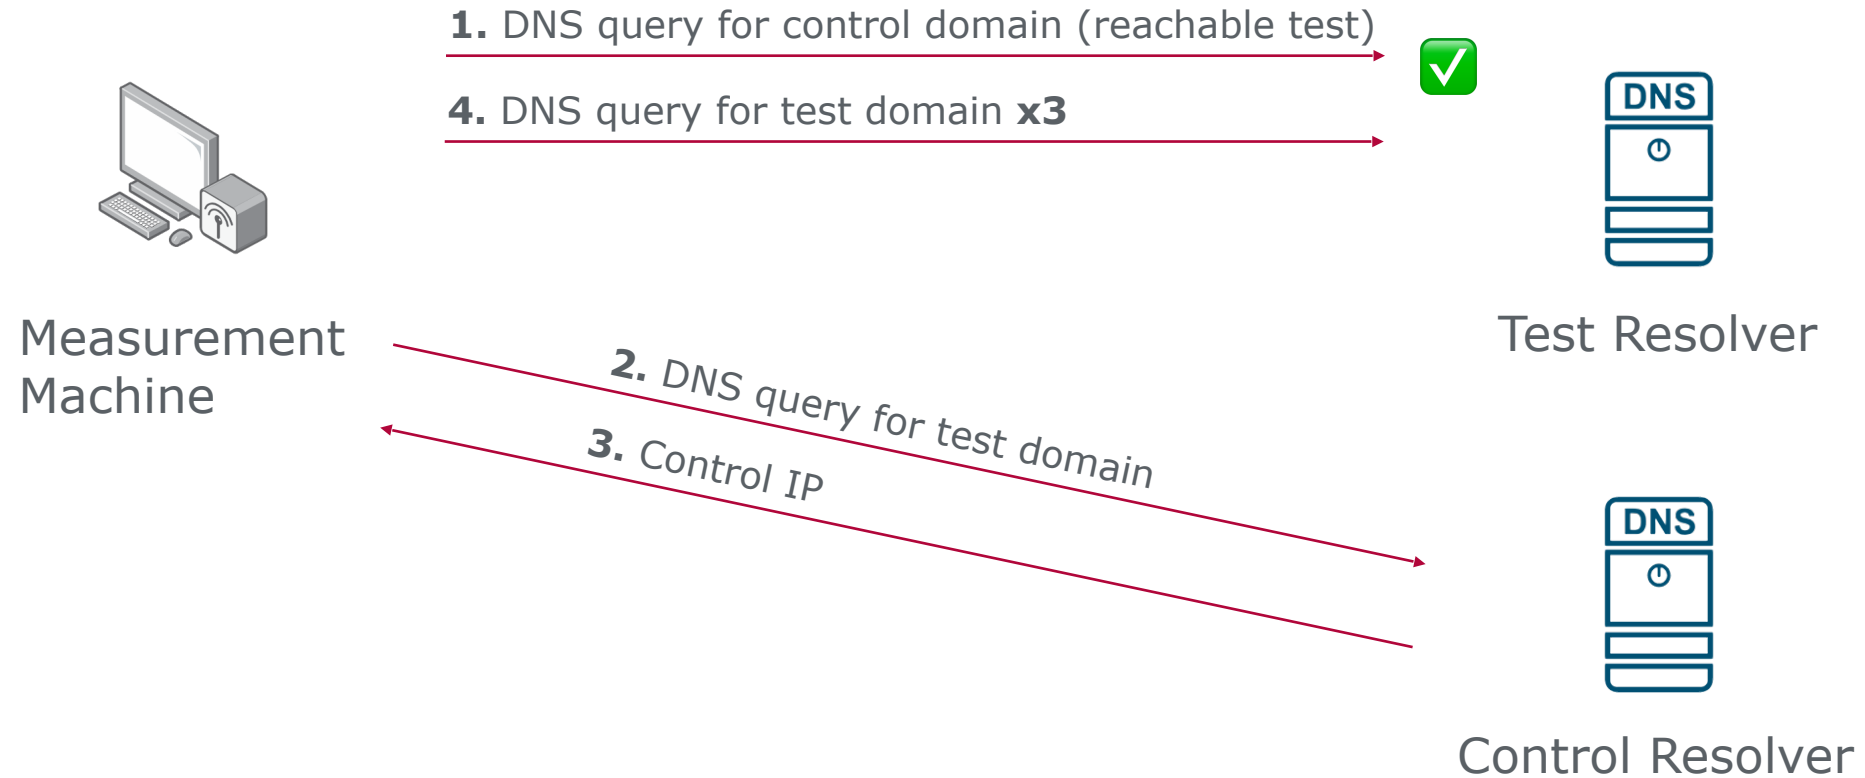 1. DNS query for control domain (reachable test)
4. DNS query for test domain x3
DNS
Measurement
Machine
Test Resolver
2. DNS query for test domain
3. Control IP
DNS
Control Resolver